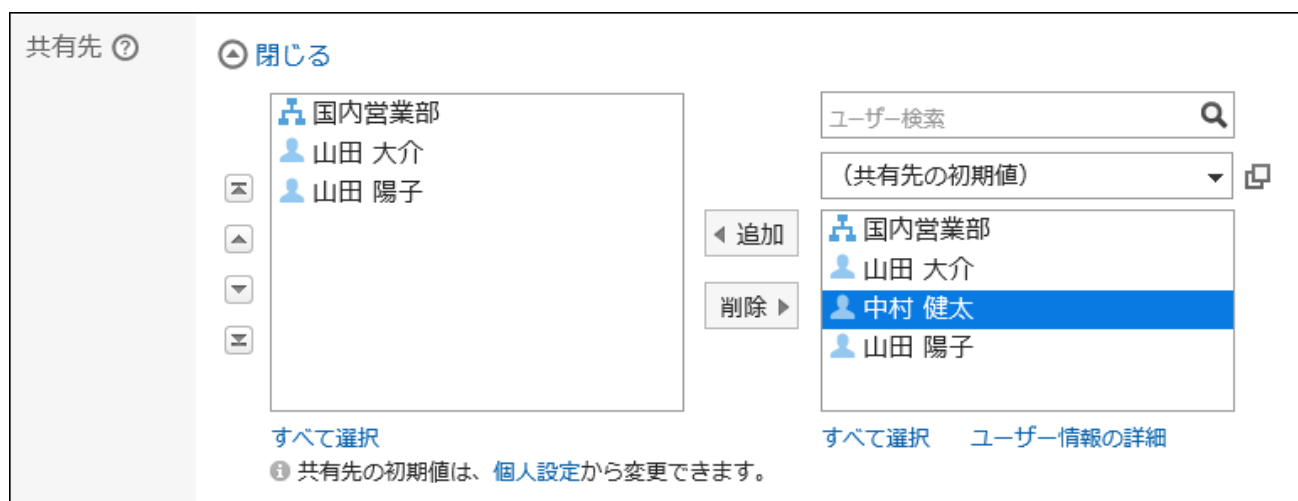 共有先
閉じる
国内営業部
山田 大介
山田 陽子
すべて選択
共有先の初期値は、個人設定から変更できます。
追加
削除
ユーザー検索
（共有先の初期値）
国内営業部
山田 大介
中村 健太
山田 陽子
すべて選択 ユーザー情報の詳細